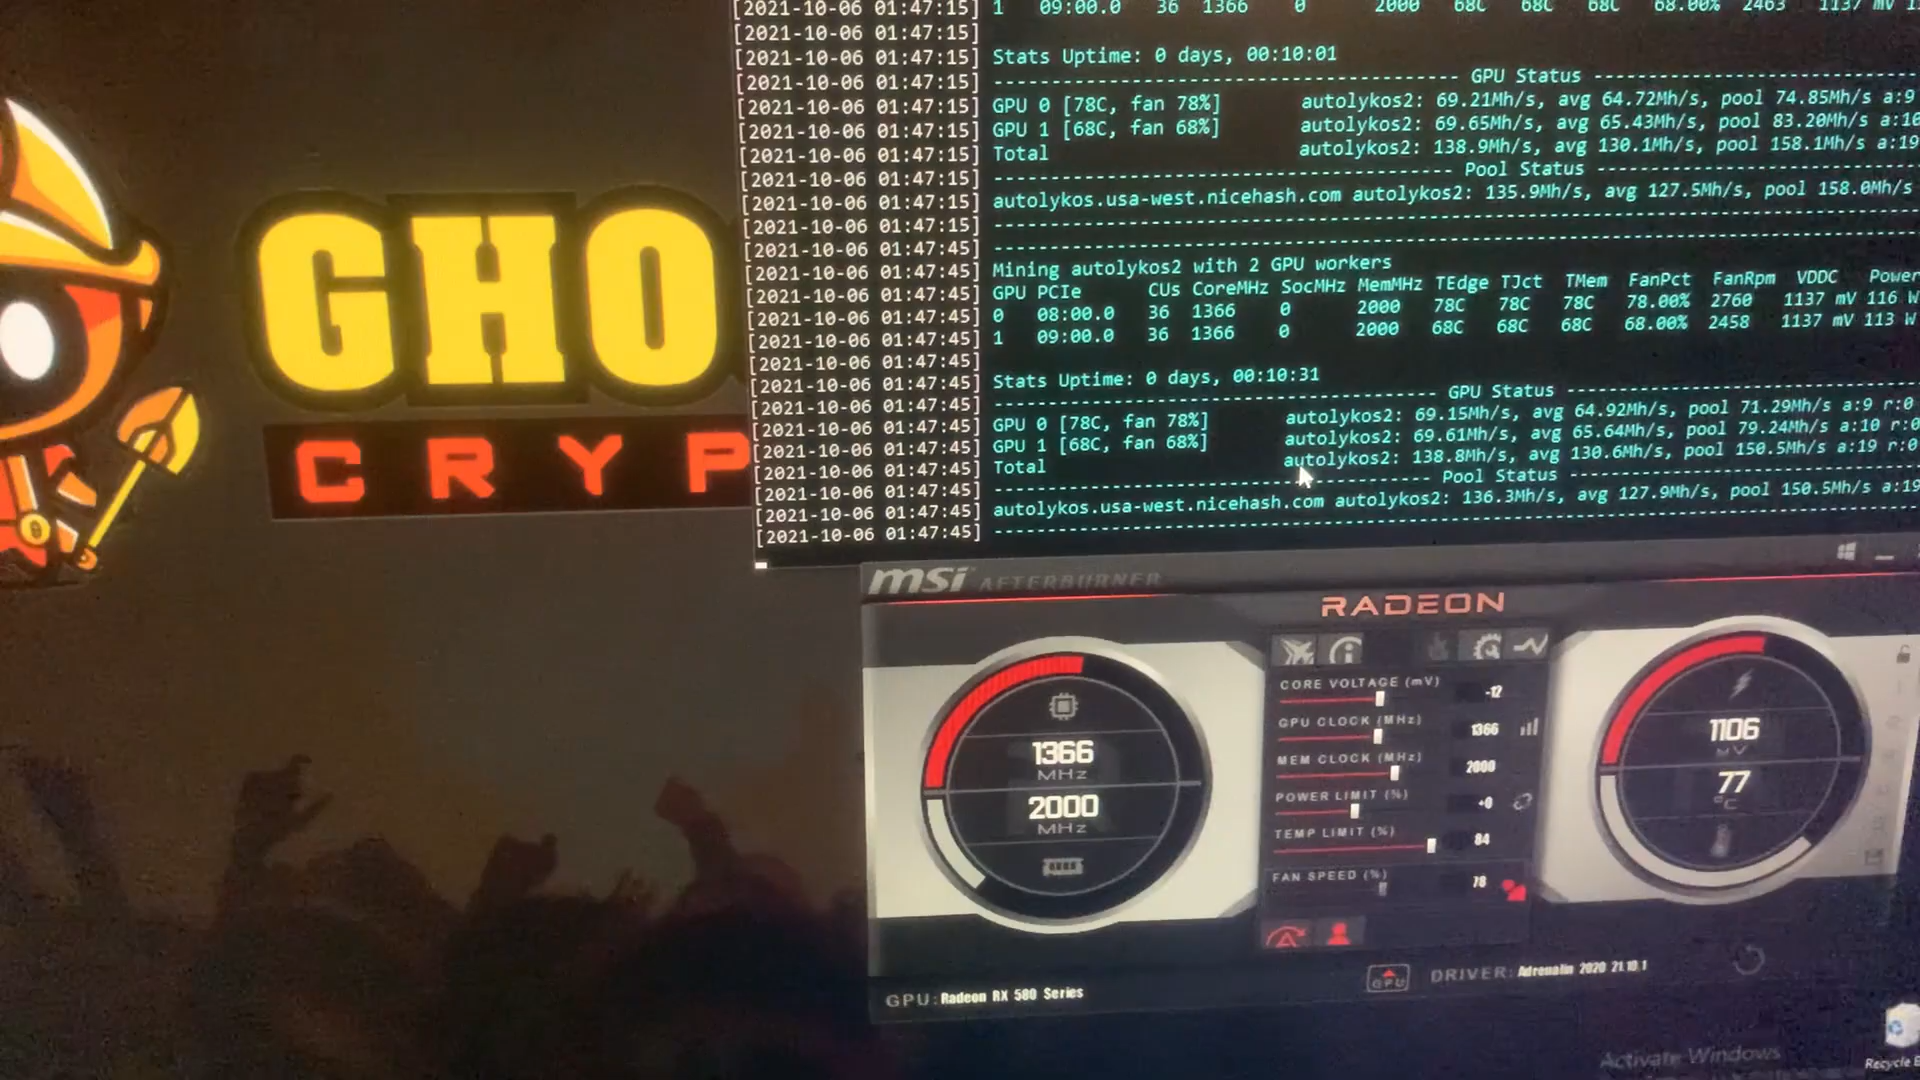 GHO
CRYP
[2021-10-06 01:47:15] 1 09:00.0 36 1366 0 2000 68C 68C 68C 68.00% 2463 1137 mV
[2021-10-06 01:47:15]
[2021-10-06 01:47:15] Stats Uptime: 0 days, 00:10:01
[2021-10-06 01:47:15] ---------- GPU Status ----------
[2021-10-06 01:47:15] GPU 0 [78C, fan 78%] autolykos2: 69.21Mh/s, avg 64.72Mh/s, pool 74.85Mh/s a:9
[2021-10-06 01:47:15] GPU 1 [68C, fan 68%] autolykos2: 69.65Mh/s, avg 65.43Mh/s, pool 83.20Mh/s a:10
[2021-10-06 01:47:15] Total autolykos2: 138.9Mh/s, avg 130.1Mh/s, pool 158.1Mh/s a:19
[2021-10-06 01:47:15] ---------- Pool Status ----------
[2021-10-06 01:47:15] autolykos.usa-west.nicehash.com autolykos2: 135.9Mh/s, avg 127.5Mh/s, pool 158.0Mh/s
[2021-10-06 01:47:15] ----------
[2021-10-06 01:47:45] ----------
[2021-10-06 01:47:45] Mining autolykos2 with 2 GPU workers
[2021-10-06 01:47:45] GPU PCIe CUs CoreMHz SocMHz MemMHz TEdge TJct TMem FanPct FanRpm VDDC Power
[2021-10-06 01:47:45] 0 08:00.0 36 1366 0 2000 78C 78C 78C 78.00% 2760 1137 mV 116 W
[2021-10-06 01:47:45] 1 09:00.0 36 1366 0 2000 68C 68C 68C 68.00% 2458 1137 mV 113 W
[2021-10-06 01:47:45]
[2021-10-06 01:47:45] Stats Uptime: 0 days, 00:10:31
[2021-10-06 01:47:45] ---------- GPU Status ----------
[2021-10-06 01:47:45] GPU 0 [78C, fan 78%] autolykos2: 69.15Mh/s, avg 64.92Mh/s, pool 71.29Mh/s a:9 r:0
[2021-10-06 01:47:45] GPU 1 [68C, fan 68%] autolykos2: 69.61Mh/s, avg 65.64Mh/s, pool 79.24Mh/s a:10 r:0
[2021-10-06 01:47:45] Total autolykos2: 138.8Mh/s, avg 130.6Mh/s, pool 150.5Mh/s a:19 r:0
[2021-10-06 01:47:45] ---------- Pool Status ----------
[2021-10-06 01:47:45] autolykos.usa-west.nicehash.com autolykos2: 136.3Mh/s, avg 127.9Mh/s, pool 150.5Mh/s a:19
[2021-10-06 01:47:45] ----------
msi AFTERBURNER
RADEON
1366
MHz
2000
MHz
CORE VOLTAGE (mV) -12
GPU CLOCK (MHz) 1366
MEM CLOCK (MHz) 2000
POWER LIMIT (%) +0
TEMP LIMIT (%) 84
FAN SPEED (%) 78
1106
MV
77
°C
GPU
GPU: Radeon RX 580 Series
DRIVER: Adrenalin 2020 21.10.1
Activate Windows
Recycle